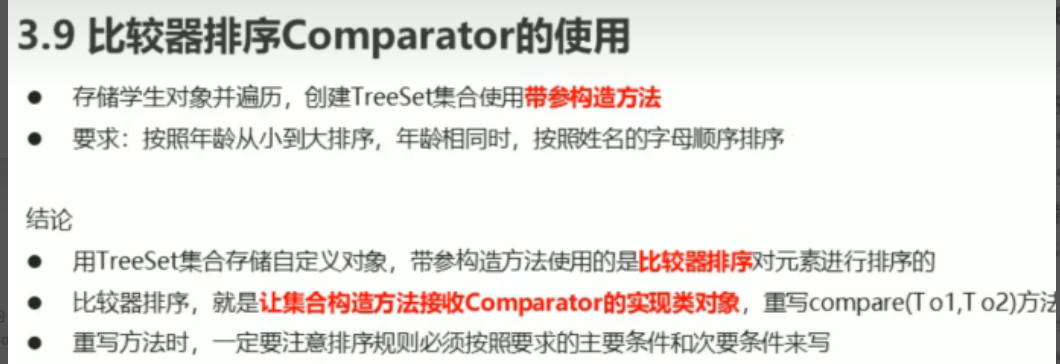 3.9 比较器排序Comparator的使用
● 存储学生对象并遍历，创建TreeSet集合使用带参构造方法
● 要求：按照年龄从小到大排序，年龄相同时，按照姓名的字母顺序排序
结论
● 用TreeSet集合存储自定义对象，带参构造方法使用的是比较器排序对元素进行排序的
● 比较器排序，就是让集合构造方法接收Comparator的实现类对象，重写compare(T o1,T o2)方法
● 重写方法时，一定要注意排序规则必须按照要求的主要条件和次要条件来写